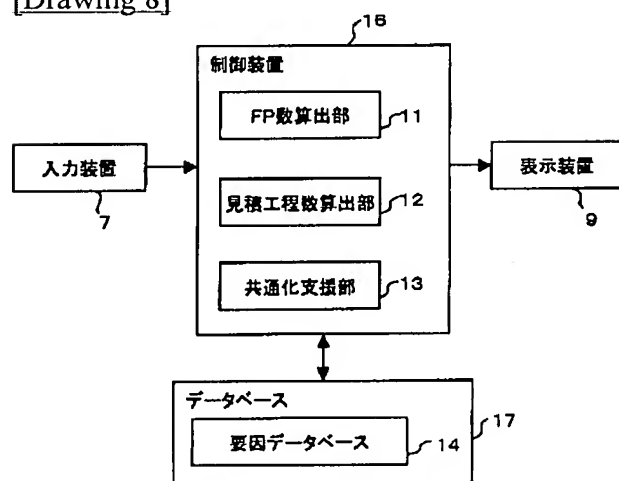 [Drawing 8]
16
制御装置
FP数算出部
11
入力装置
7
表示装置
9
見積工程数算出部
12
共通化支援部
13
データベース
17
要因データベース
14